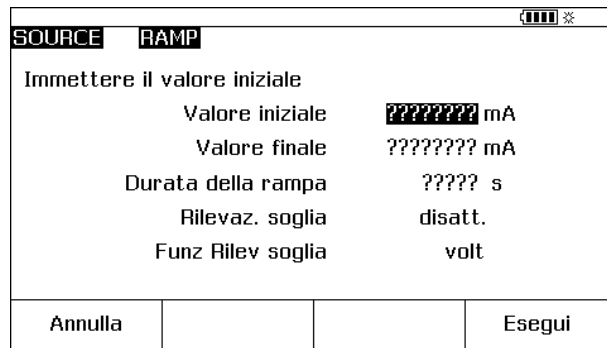 SOURCE RAMP
Immettere il valore iniziale
Valore iniziale ???????? mA
Valore finale ???????? mA
Durata della rampa ????? s
Rilevaz. soglia disatt.
Funz Rilev soglia volt
Annulla Esegui